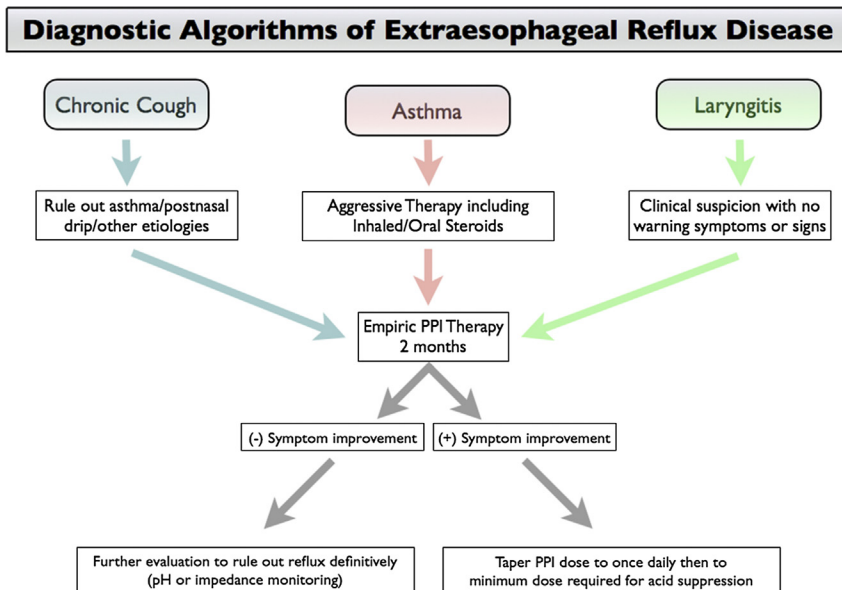 Diagnostic Algorithms of Extraesophageal Reflux Disease
Chronic Cough
Asthma
Laryngitis
Rule out asthma/postnasal
drip/other etiologies
Aggressive Therapy including
Inhaled/Oral Steroids
Clinical suspicion with no
warning symptoms or signs
Empiric PPI Therapy
2 months
(-) Symptom improvement
(+) Symptom improvement
Further evaluation to rule out reflux definitively
(pH or impedance monitoring)
Taper PPI dose to once daily then to
minimum dose required for acid suppression